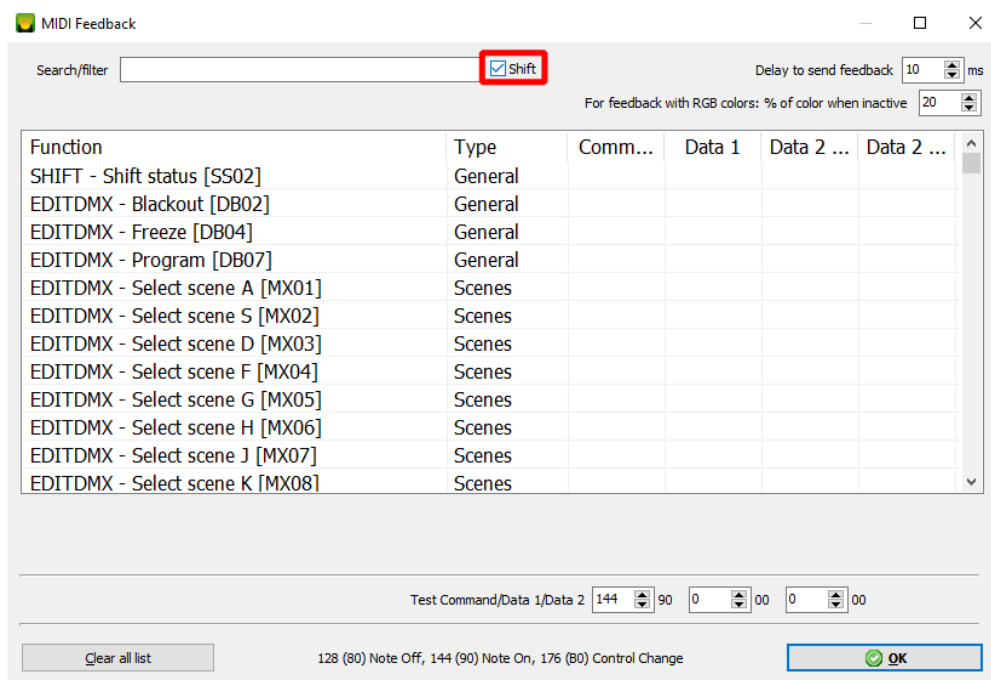 MIDI Feedback
Search/filter Shift Delay to send feedback 10 ms
For feedback with RGB colors: % of color when inactive 20
Function Type Comm... Data 1 Data 2 ... Data 2 ...
SHIFT - Shift status [SS02] General
EDITDMX - Blackout [DB02] General
EDITDMX - Freeze [DB04] General
EDITDMX - Program [DB07] General
EDITDMX - Select scene A [MX01] Scenes
EDITDMX - Select scene S [MX02] Scenes
EDITDMX - Select scene D [MX03] Scenes
EDITDMX - Select scene F [MX04] Scenes
EDITDMX - Select scene G [MX05] Scenes
EDITDMX - Select scene H [MX06] Scenes
EDITDMX - Select scene J [MX07] Scenes
EDITDMX - Select scene K [MX08] Scenes
Test Command/Data 1/Data 2 144 90 0 00 0 00
Clear all list 128 (80) Note Off, 144 (90) Note On, 176 (B0) Control Change OK